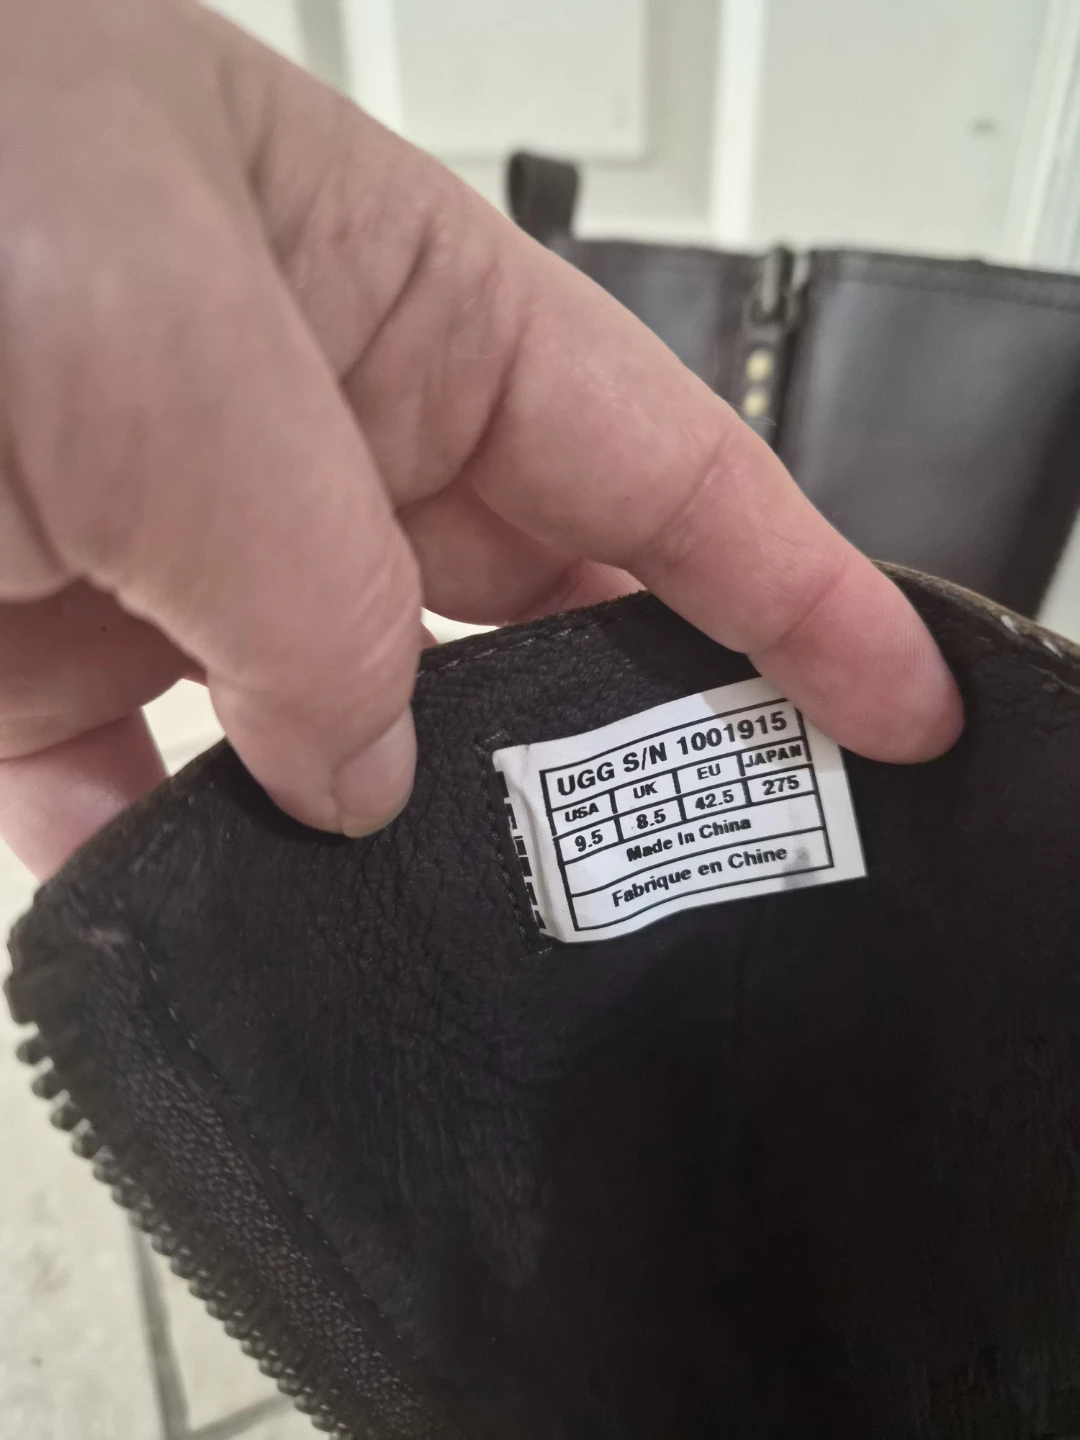 UGG S/N 1001915
USA UK EU JAPAN
9.5 8.5 42.5 275
Made In China
Fabrique en Chine